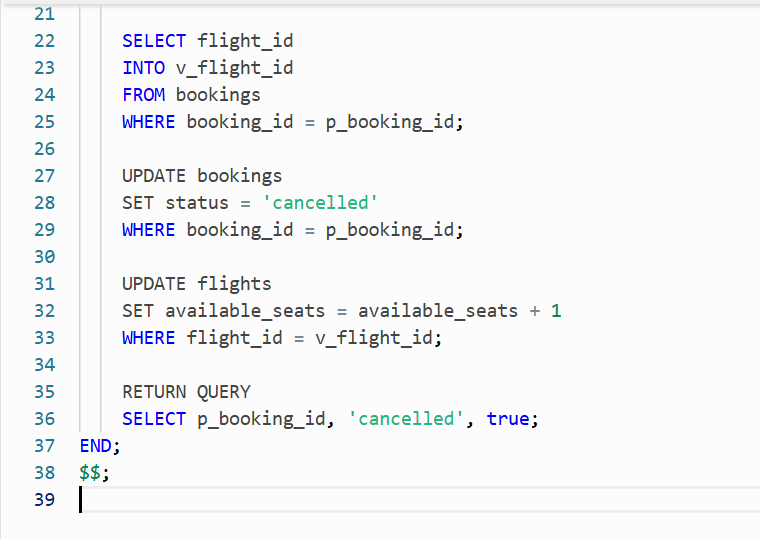 21
22 SELECT flight_id
23 INTO v_flight_id
24 FROM bookings
25 WHERE booking_id = p_booking_id;
26
27 UPDATE bookings
28 SET status = 'cancelled'
29 WHERE booking_id = p_booking_id;
30
31 UPDATE flights
32 SET available_seats = available_seats + 1
33 WHERE flight_id = v_flight_id;
34
35 RETURN QUERY
36 SELECT p_booking_id, 'cancelled', true;
37 END;
38 $$;
39